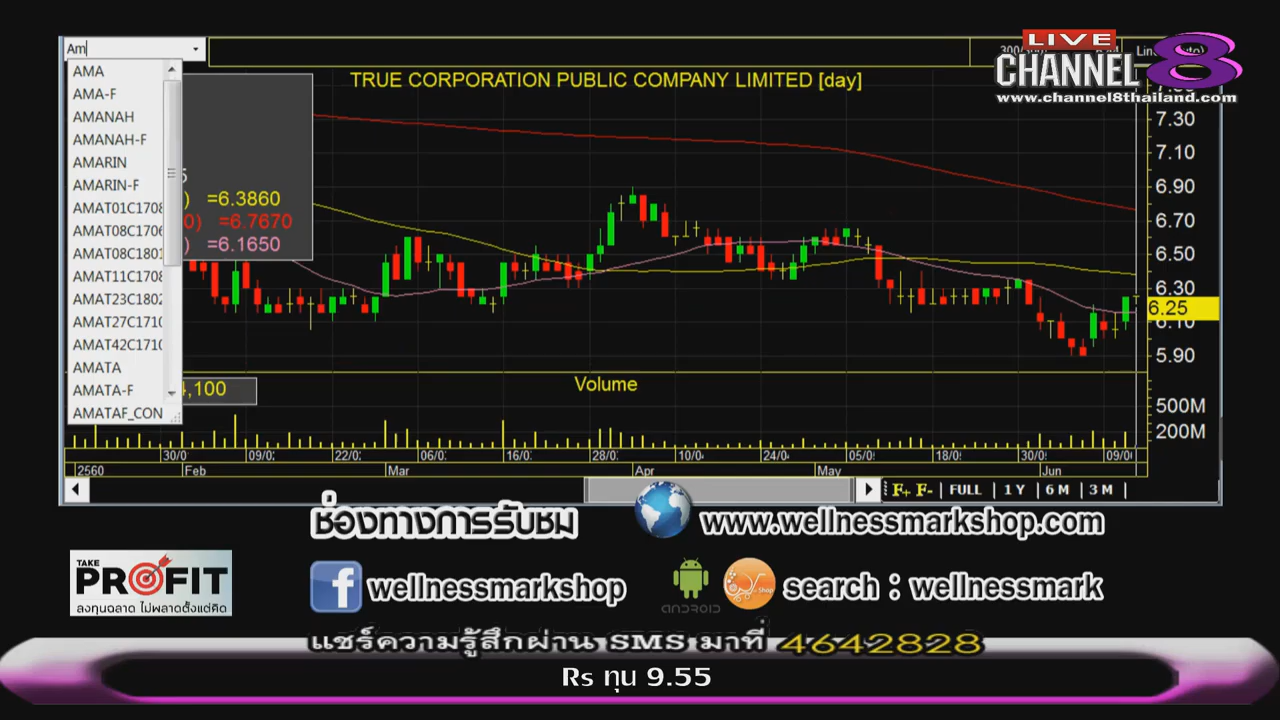 Am
AMA
AMA-F
AMANAH
AMANAH-F
AMARIN
AMARIN-F
AMAT01C1708
AMAT08C1706
AMAT08C1801
AMAT11C1708
AMAT23C1802
AMAT27C1710
AMAT42C1710
AMATA
AMATA-F
AMATAF_CON
TRUE CORPORATION PUBLIC COMPANY LIMITED [day]
LIVE
CHANNEL 8
www.channel8thailand.com
5
) =6.3860
0) =6.7670
) =6.1650
7.30
7.10
6.90
6.70
6.50
6.30
6.25
6.10
5.90
4,100
Volume
500M
200M
30/0 09/0 22/0 06/0 16/0 28/0 10/0 24/0 05/0 18/0 30/0 09/0
2560 Feb Mar Apr May Jun
F+ F- | FULL | 1 Y | 6 M | 3 M |
ช่องทางการรับชม
www.wellnessmarkshop.com
TAKE
PROFIT
ลงทุนฉลาด ไม่พลาดตั้งแต่คิด
wellnessmarkshop
search : wellnessmark
แชร์ความรู้สึกผ่าน SMS มาที่ 4642828
Rs ทุน 9.55